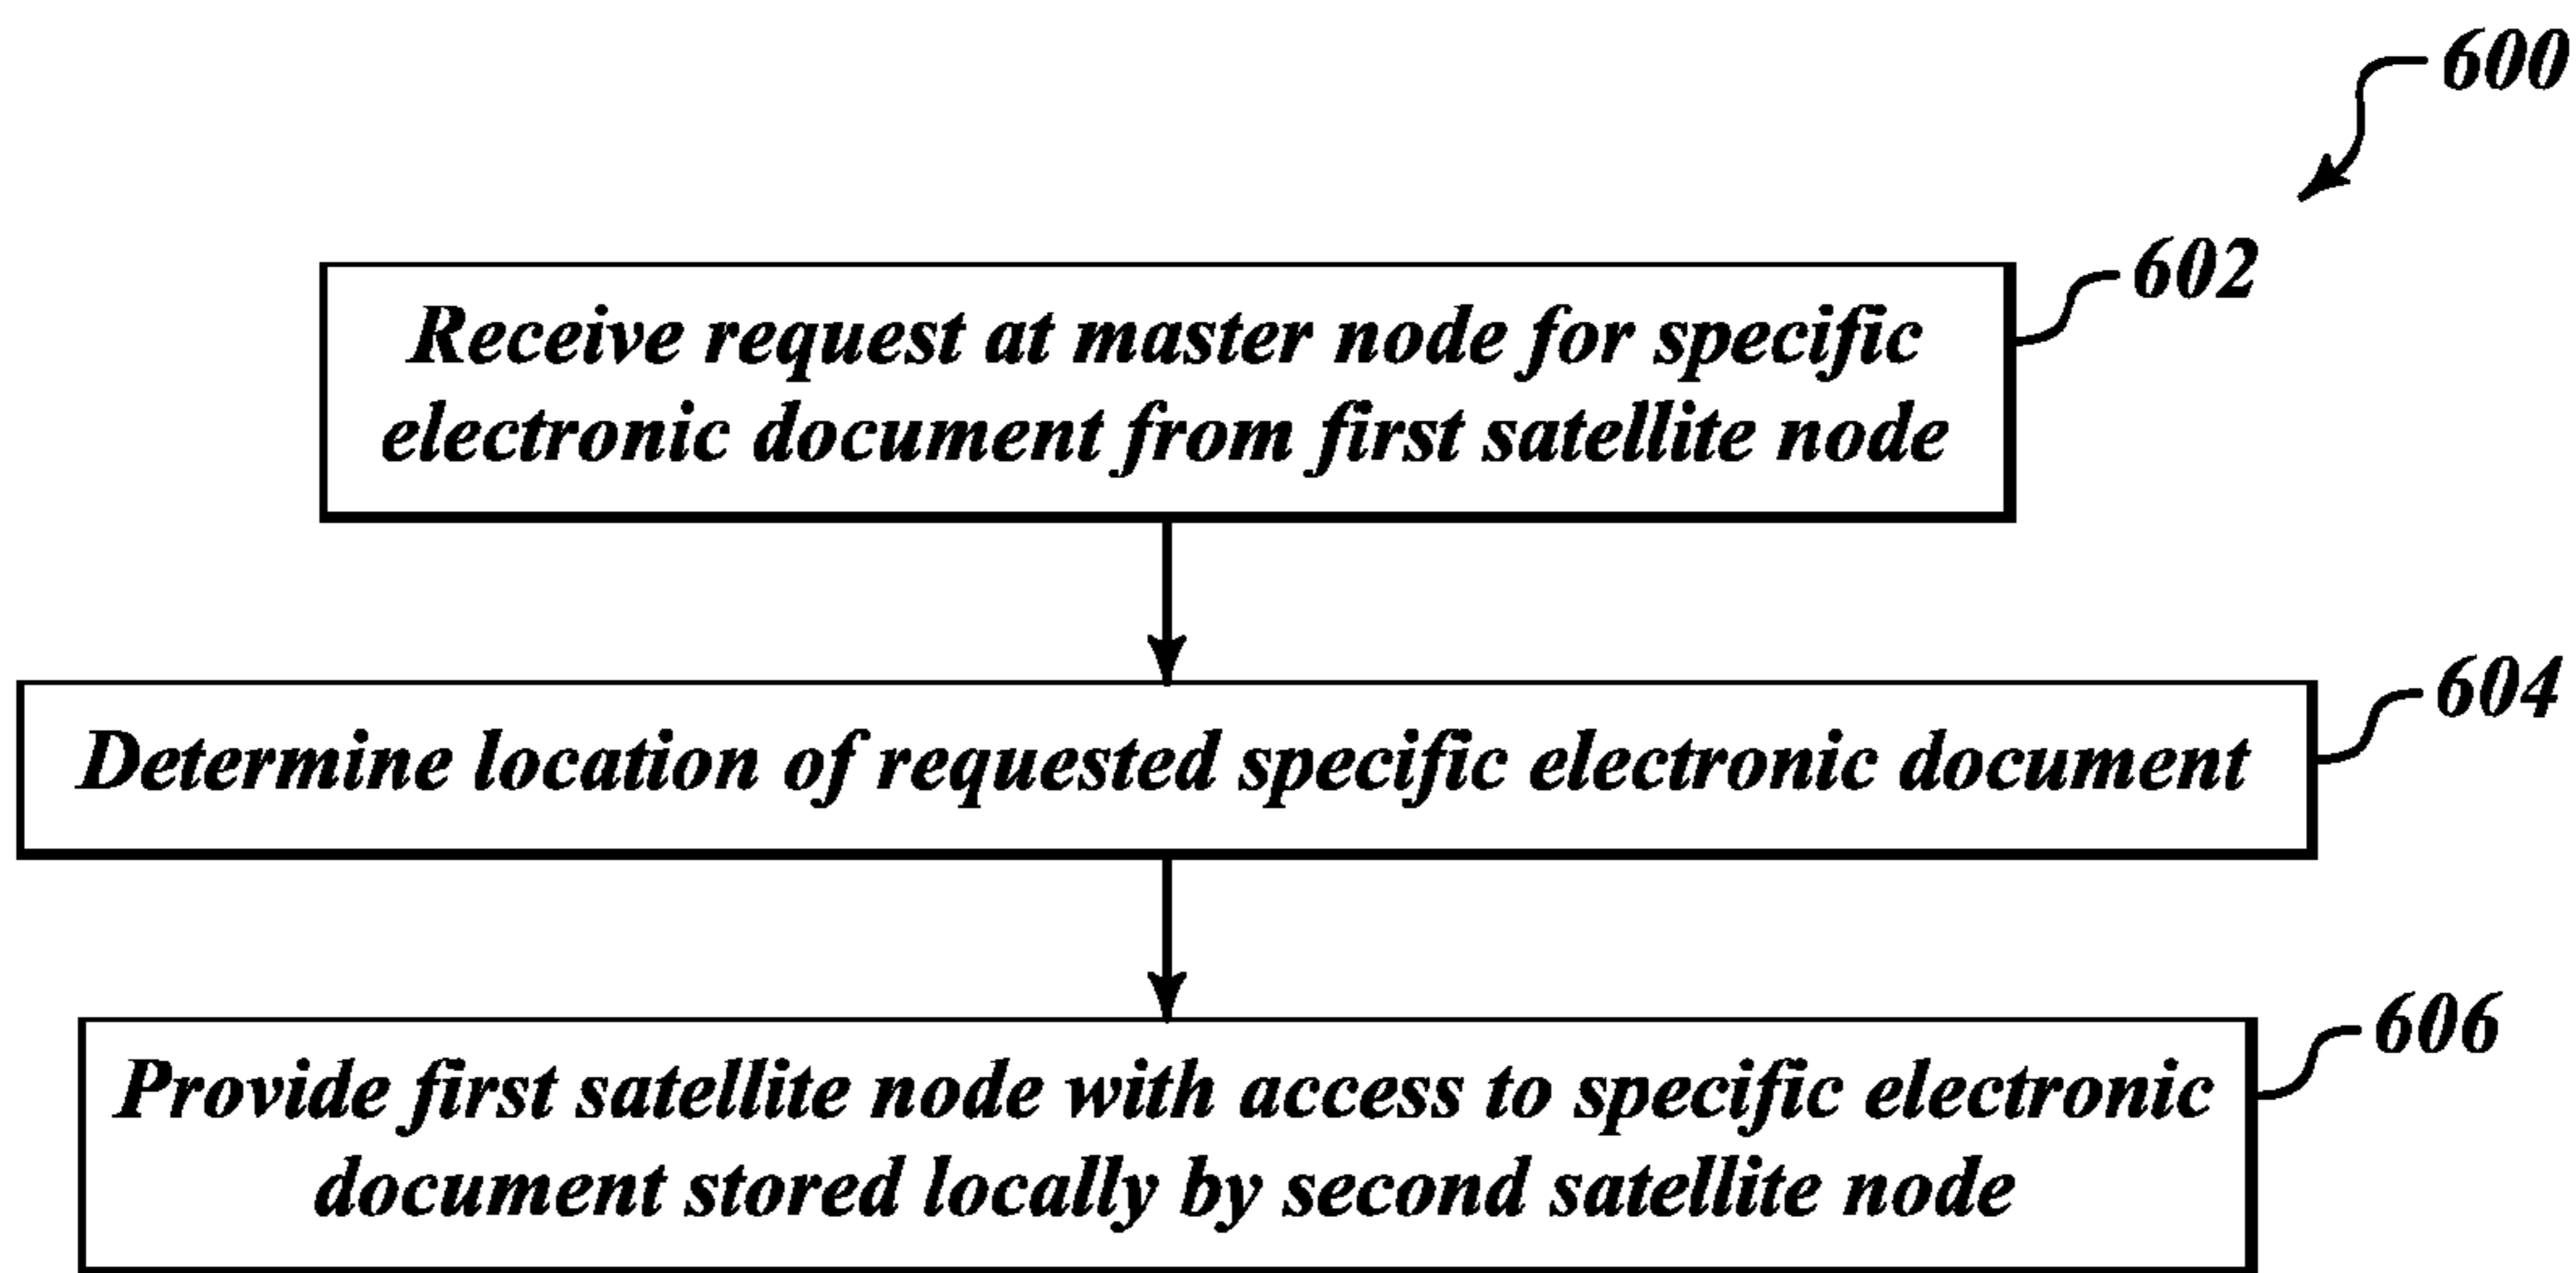 600
602
Receive request at master node for specific
electronic document from first satellite node
604
Determine location of requested specific electronic document
606
Provide first satellite node with access to specific electronic
document stored locally by second satellite node